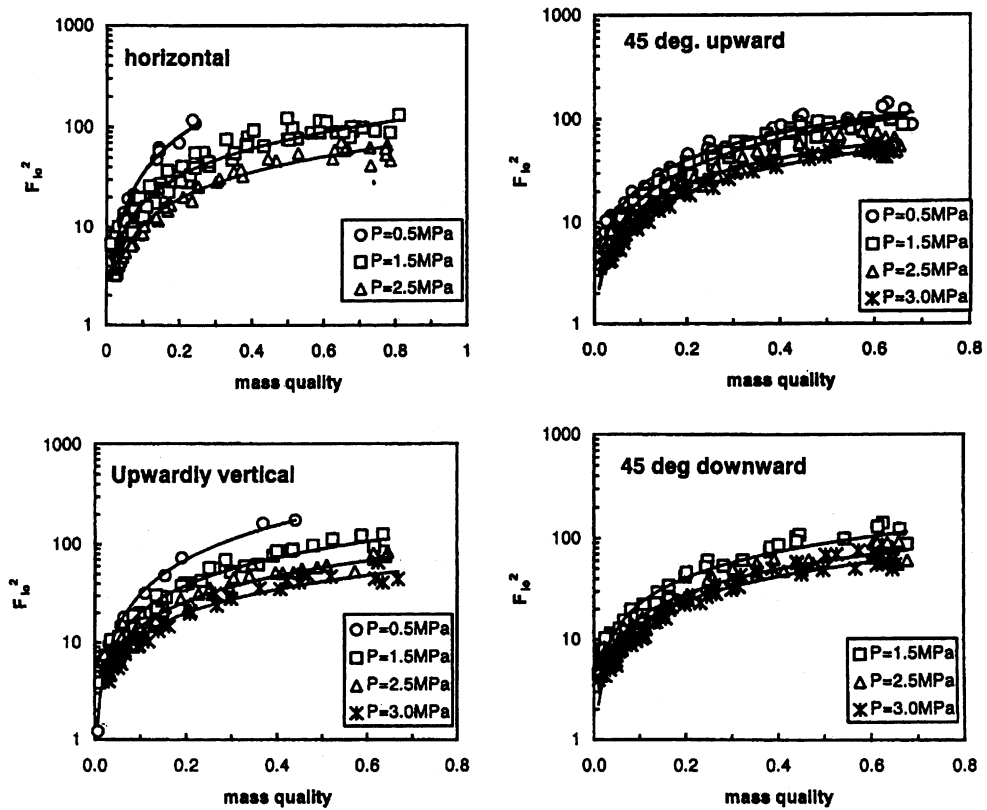 horizontal
1000
100
10
1
F lo 2
0
0.2
0.4
0.6
0.8
1
mass quality
P=0.5MPa
P=1.5MPa
P=2.5MPa
45 deg. upward
1000
100
10
1
F lo 2
0.0
0.2
0.4
0.6
0.8
mass quality
P=0.5MPa
P=1.5MPa
P=2.5MPa
P=3.0MPa
Upwardly vertical
1000
100
10
1
F lo 2
0.0
0.2
0.4
0.6
0.8
mass quality
P=0.5MPa
P=1.5MPa
P=2.5MPa
P=3.0MPa
45 deg downward
1000
100
10
1
F lo 2
0.0
0.2
0.4
0.6
0.8
mass quality
P=1.5MPa
P=2.5MPa
P=3.0MPa